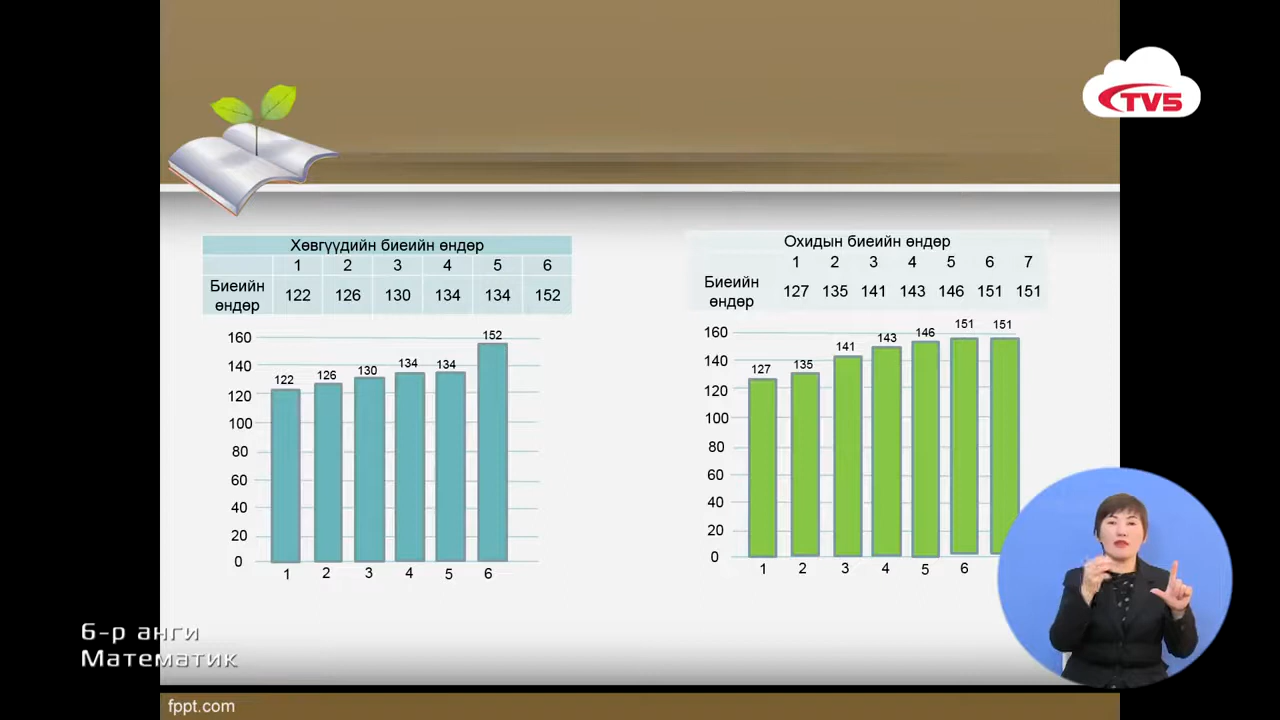 TV5
Хөвгүүдийн биеийн өндөр
1 2 3 4 5 6
Биеийн өндөр 122 126 130 134 134 152
Охидын биеийн өндөр
1 2 3 4 5 6 7
Биеийн өндөр 127 135 141 143 146 151 151
160
140
120
100
80
60
40
20
0
122 126 130 134 134 152
1 2 3 4 5 6
160
140
120
100
80
60
40
20
0
127 135 141 143 146 151 151
1 2 3 4 5 6
6-р анги
Математик
fppt.com